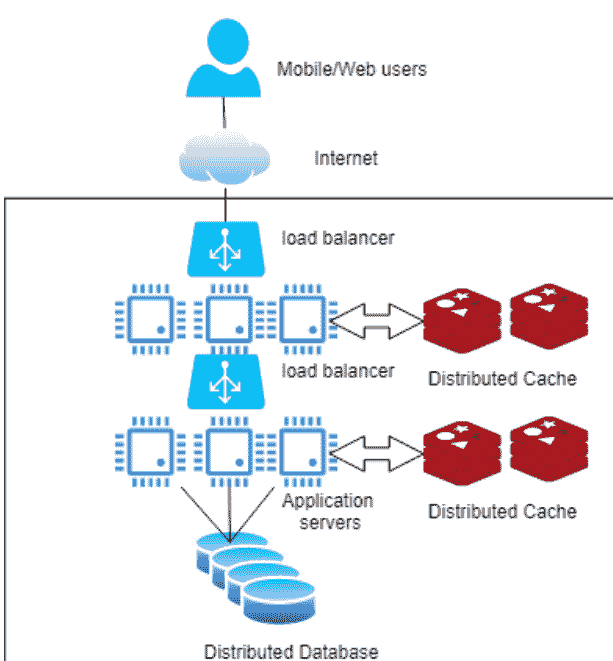 Mobile/Web users
Internet
load balancer
load balancer
Distributed Cache
Application
servers
Distributed Cache
Distributed Database